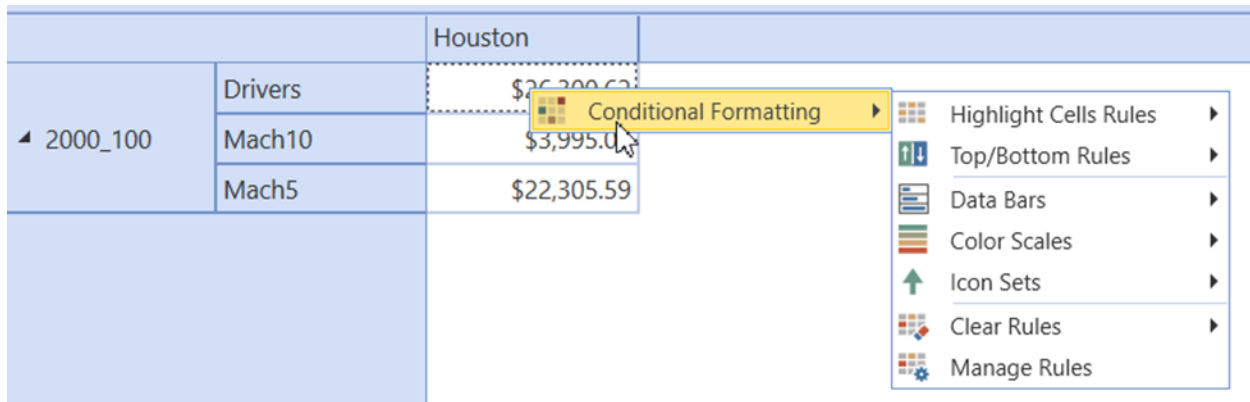 Houston
Drivers
Conditional Formatting
Highlight Cells Rules
2000_100
Mach10
Top/Bottom Rules
Mach5
$22,305.59
Data Bars
Color Scales
Icon Sets
Clear Rules
Manage Rules